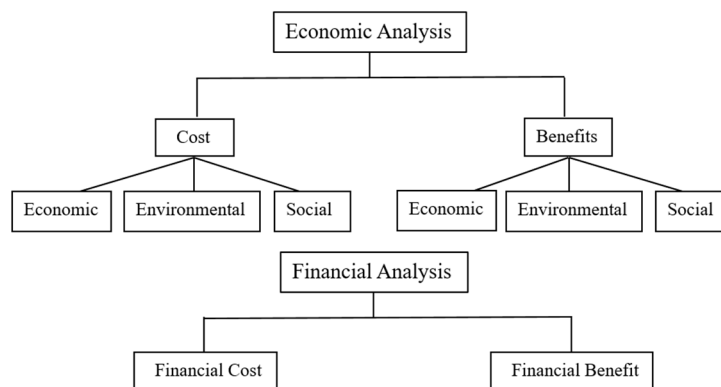 Economic Analysis
Cost
Benefits
Economic
Environmental
Social
Economic
Environmental
Social
Financial Analysis
Financial Cost
Financial Benefit